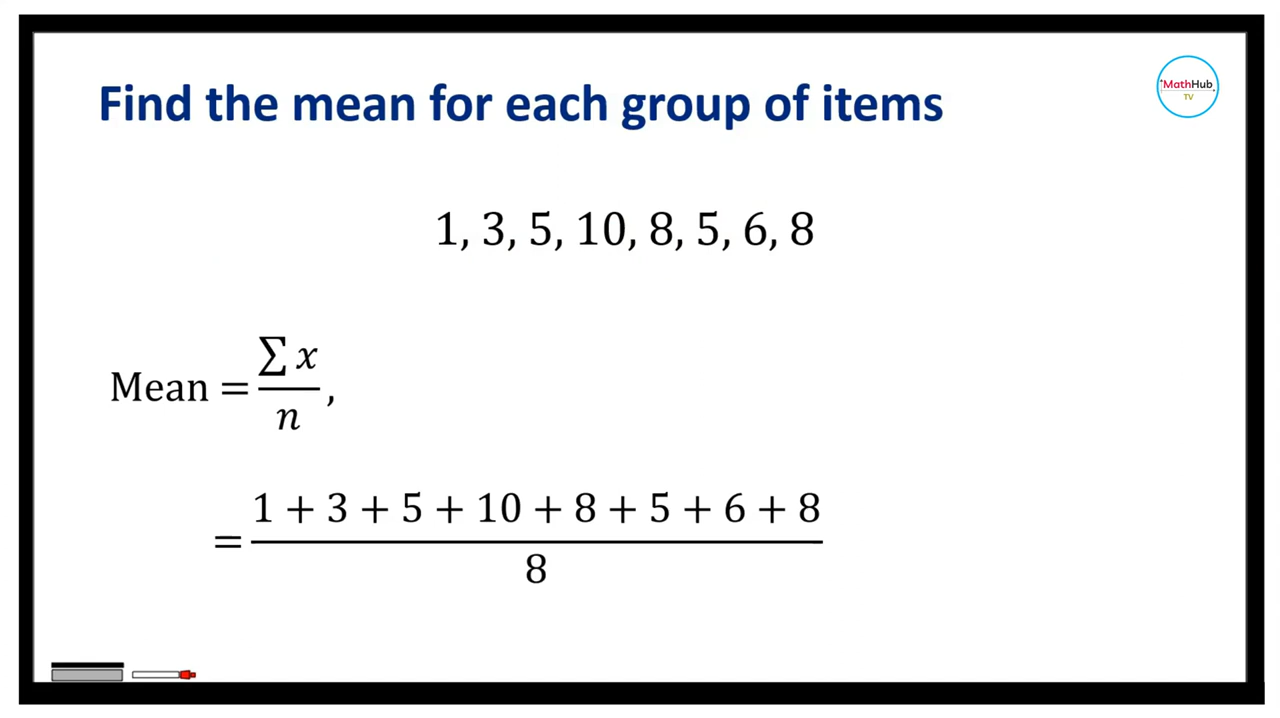 Find the mean for each group of items
MathHub
TV
1, 3, 5, 10, 8, 5, 6, 8
Mean = ∑ x / n ,
= 1 + 3 + 5 + 10 + 8 + 5 + 6 + 8 / 8